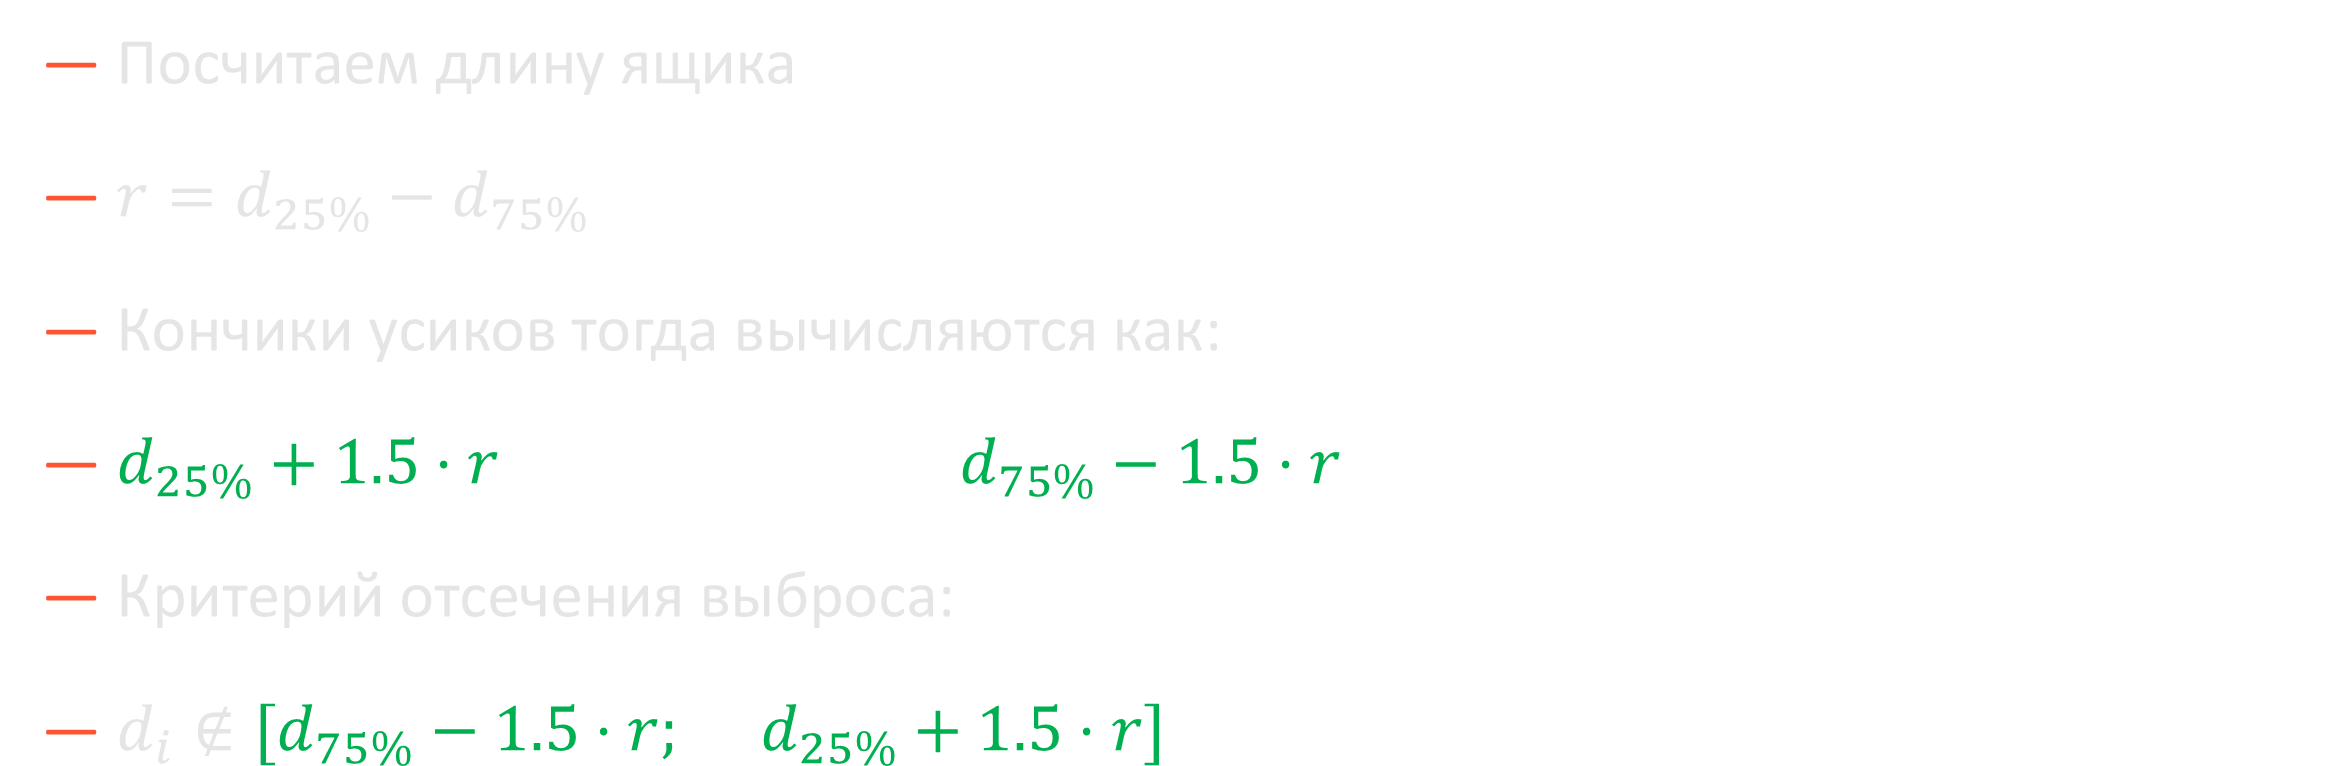 — Посчитаем длину ящика
— r = d25% − d75%
— Кончики усиков тогда вычисляются как:
— d25% + 1.5 · r d75% − 1.5 · r
— Критерий отсечения выброса:
— di ∉ [d75% − 1.5 · r; d25% + 1.5 · r]